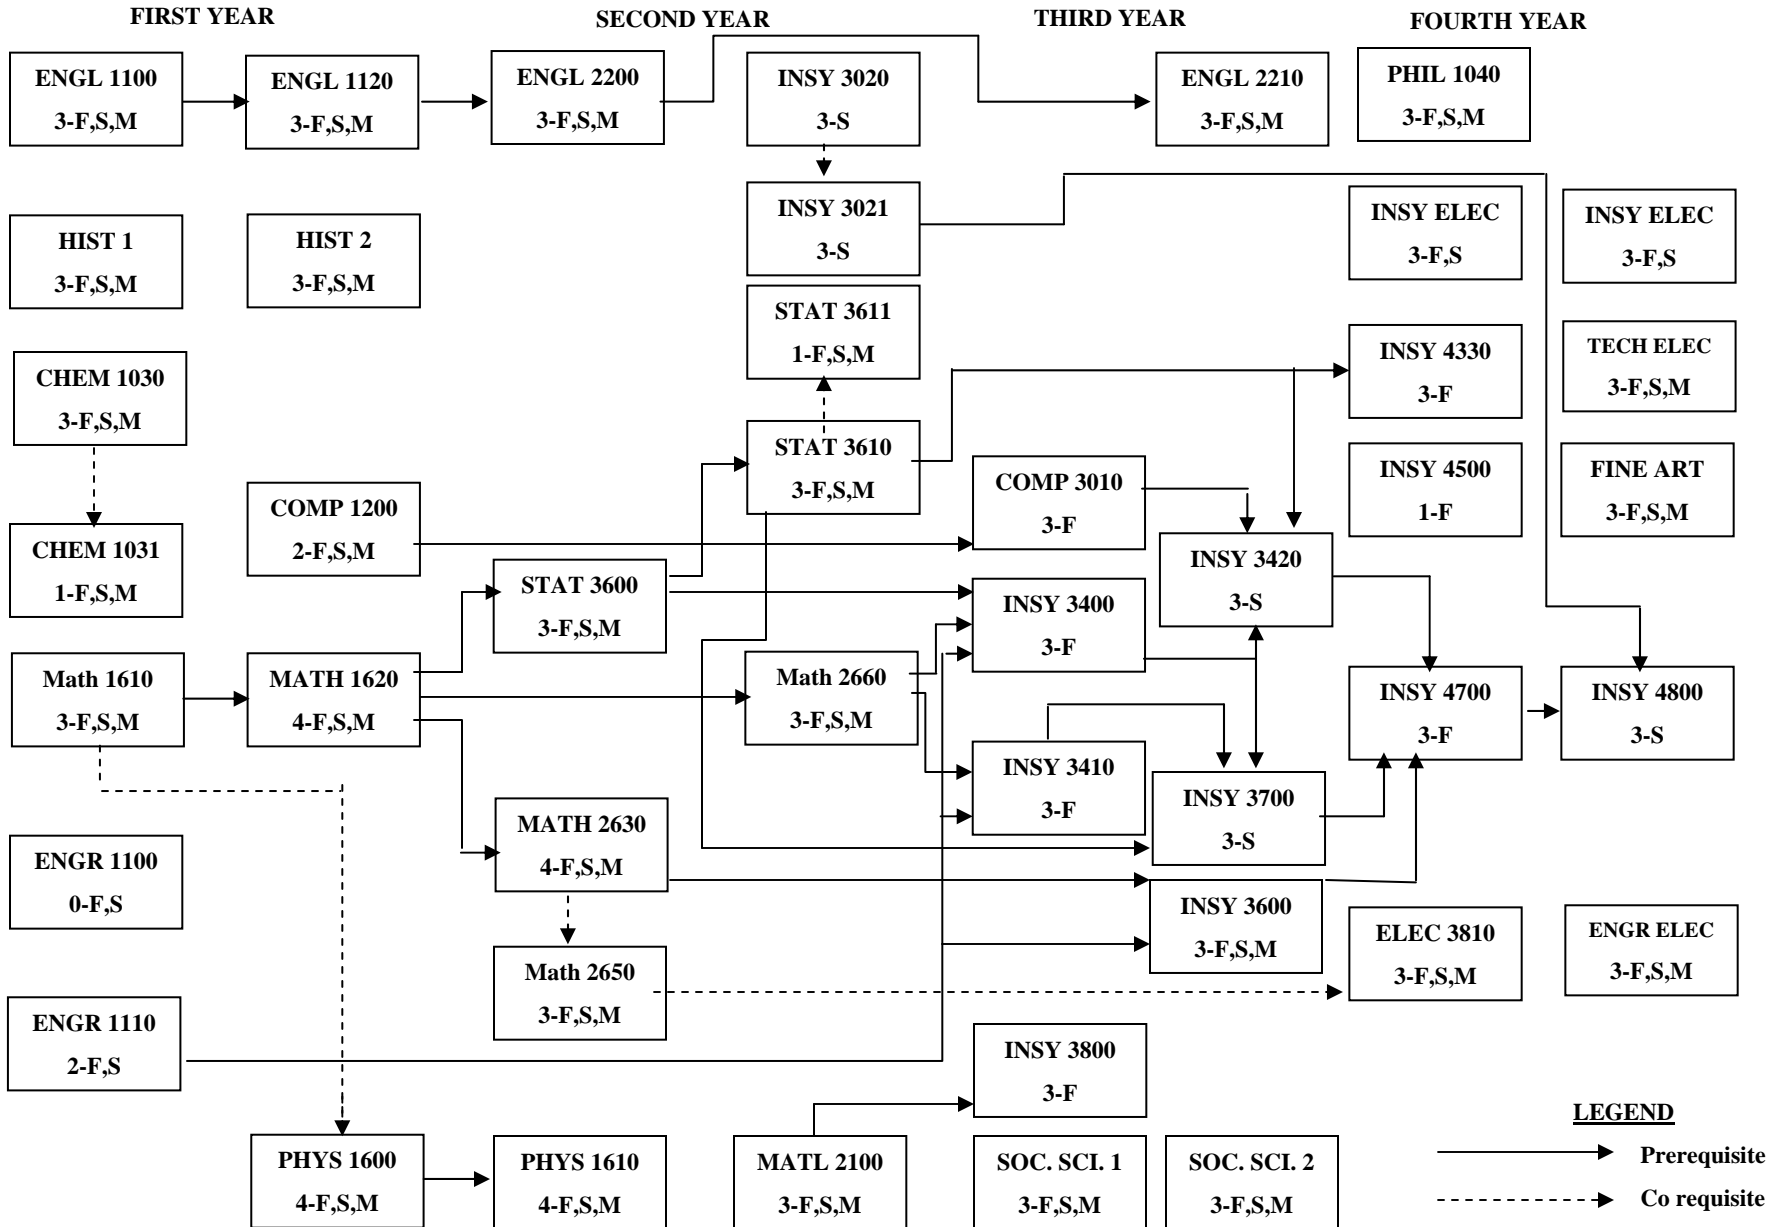 FIRST YEAR
SECOND YEAR
THIRD YEAR
FOURTH YEAR
ENGL 1100
3-F,S,M
ENGL 1120
3-F,S,M
ENGL 2200
3-F,S,M
INSY 3020
3-S
ENGL 2210
3-F,S,M
PHIL 1040
3-F,S,M
HIST 1
3-F,S,M
HIST 2
3-F,S,M
INSY 3021
3-S
INSY ELEC
3-F,S
INSY ELEC
3-F,S
STAT 3611
1-F,S,M
CHEM 1030
3-F,S,M
INSY 4330
3-F
TECH ELEC
3-F,S,M
STAT 3610
3-F,S,M
COMP 3010
3-F
INSY 4500
1-F
FINE ART
3-F,S,M
CHEM 1031
1-F,S,M
COMP 1200
2-F,S,M
STAT 3600
3-F,S,M
INSY 3400
3-F
INSY 3420
3-S
Math 1610
3-F,S,M
MATH 1620
4-F,S,M
Math 2660
3-F,S,M
INSY 4700
3-F
INSY 4800
3-S
INSY 3410
3-F
INSY 3700
3-S
ENGR 1100
0-F,S
MATH 2630
4-F,S,M
INSY 3600
3-F,S,M
ELEC 3810
3-F,S,M
ENGR ELEC
3-F,S,M
Math 2650
3-F,S,M
ENGR 1110
2-F,S
INSY 3800
3-F
PHYS 1600
4-F,S,M
PHYS 1610
4-F,S,M
MATL 2100
3-F,S,M
SOC. SCI. 1
3-F,S,M
SOC. SCI. 2
3-F,S,M
LEGEND
Prerequisite
Co requisite